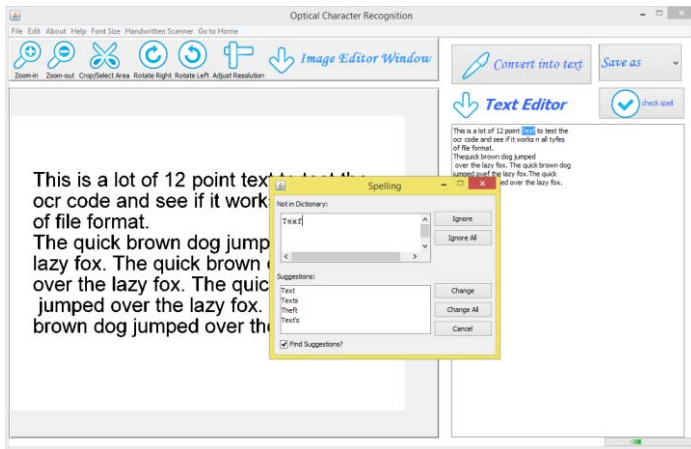 Optical Character Recognition
File Edit About Help Font Size Handwritten Scanner Go to Home
Zoom-in Zoom-out Crop/Select Area Rotate Right Rotate Left Adjust Resolution
Image Editor Window
Convert into text
Save as
Text Editor
check spell
This is a lot of 12 point Texf to test the
ocr code and see if it works n all tyfes
of fle format.
Thequick brown dog jumped
over the lazy fox. The quick brown dog
jumped over the lazy fox.The quick
ed over the lazy fox.
This is a lot of 12 point text to test the
ocr code and see if it works
of file format.
The quick brown dog jump
lazy fox. The quick brown
over the lazy fox. The quic
jumped over the lazy fox.
brown dog jumped over the
Spelling
Not in Dictionary:
Texf
Ignore
Ignore All
Suggestions:
Text
Texts
Theft
Text's
Change
Change All
Cancel
Find Suggestions?